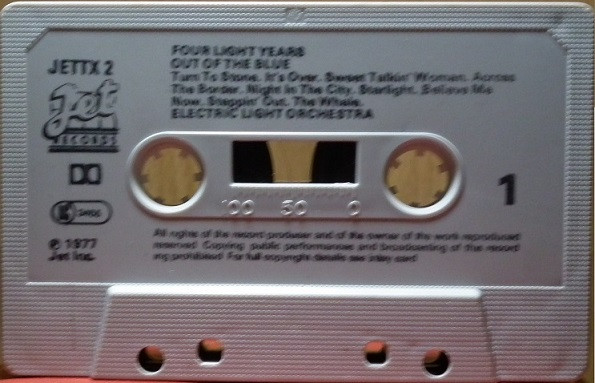 FOUR LIGHT YEARS
JETTX 2
OUT OF THE BLUE
Turn To Stone. It's Over. Sweet Talkin' Woman. Across
The Border. Night In The City. Starlight. Believe Me
Now. Steppin' Out. The Whale.
ELECTRIC LIGHT ORCHESTRA
Jet
RECORDS
100 50 0
1
℗ 1977
Jet Inc.
All rights of the record producer and of the owner of the work reproduced
reserved Copying public performances and broadcasting of this record
ing prohibited For full copyright details see inlay card